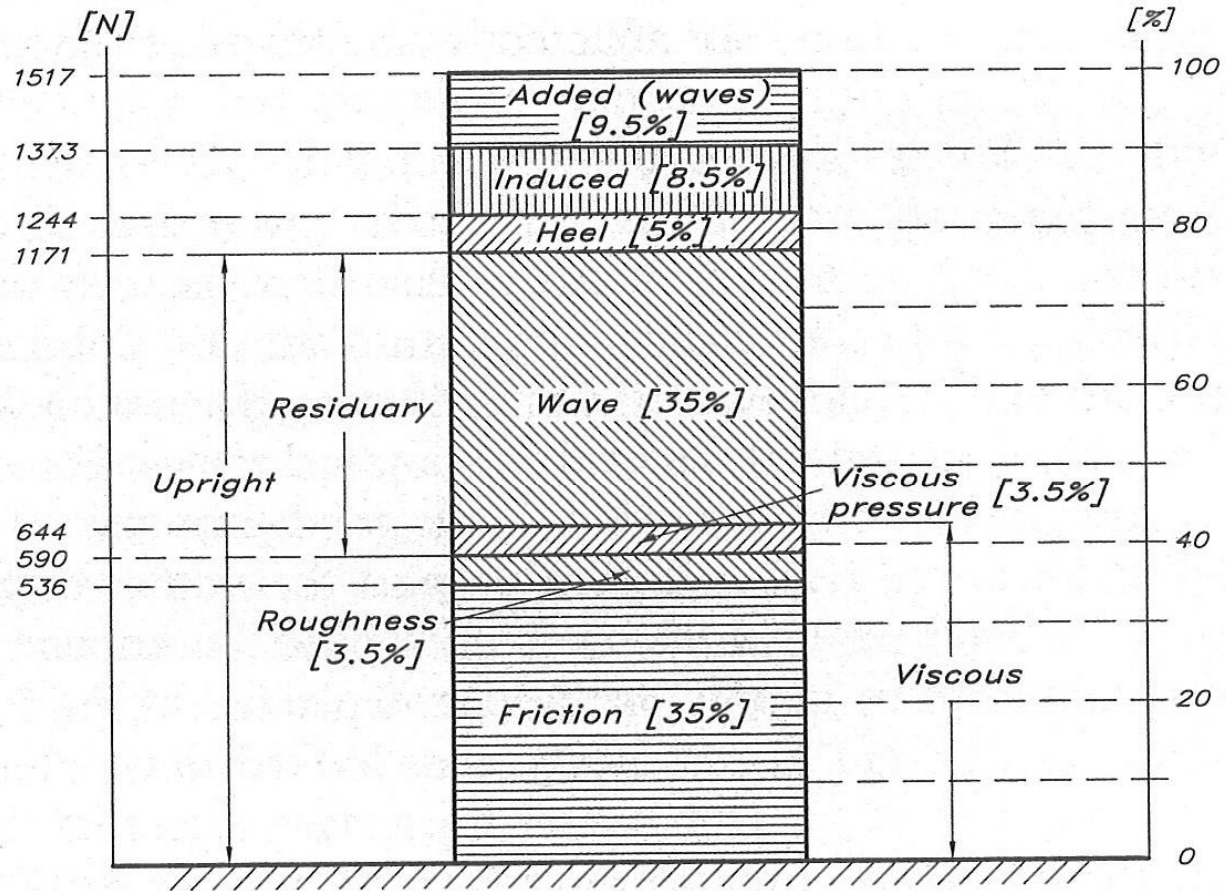 [N]
[%]
1517
100
Added (waves)
[9.5%]
1373
Induced [8.5%]
1244
Heel [5%]
80
1171
60
Residuary
Wave [35%]
Upright
Viscous
pressure [3.5%]
644
590
40
536
Roughness
[3.5%]
Viscous
Friction [35%]
20
0